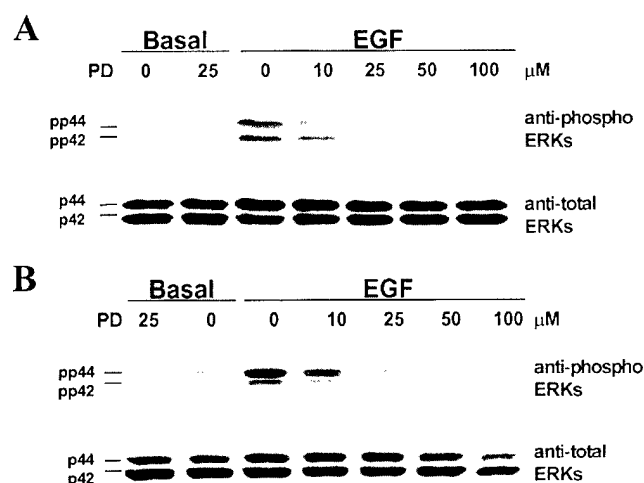 A
Basal EGF
PD 0 25 0 10 25 50 100 μM
pp44 anti-phospho
pp42 ERKs
p44 anti-total
p42 ERKs
B
Basal EGF
PD 25 0 0 10 25 50 100 μM
pp44 anti-phospho
pp42 ERKs
p44 anti-total
p42 ERKs